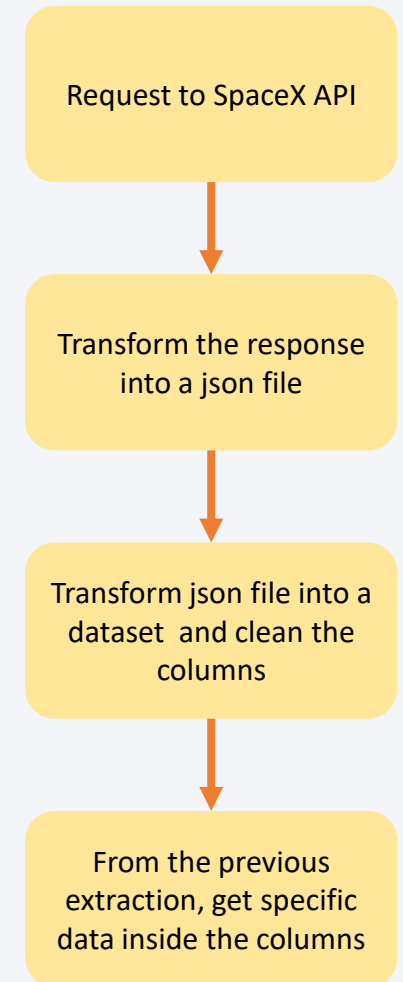 Request to SpaceX API
Transform the response
into a json file
Transform json file into a
dataset  and clean the
columns
From the previous
extraction, get specific
data inside the columns